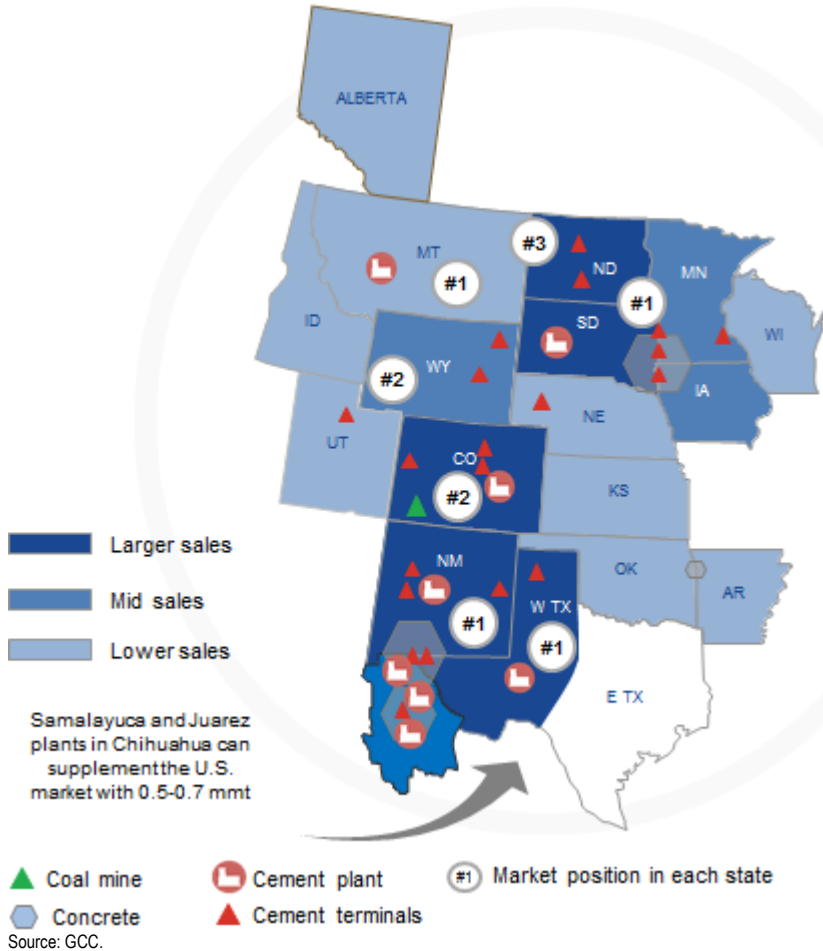 ALBERTA
MT
#1
#3
ND
MN
#1
SD
WI
ID
WY
#2
IA
NE
UT
CO
#2
KS
NM
#1
W TX
#1
OK
AR
E TX
Larger sales
Mid sales
Lower sales
Samalayuca and Juarez
plants in Chihuahua can
supplement the U.S.
market with 0.5-0.7 mmt
Coal mine
Cement plant
#1
Market position in each state
Concrete
Cement terminals
Source: GCC.